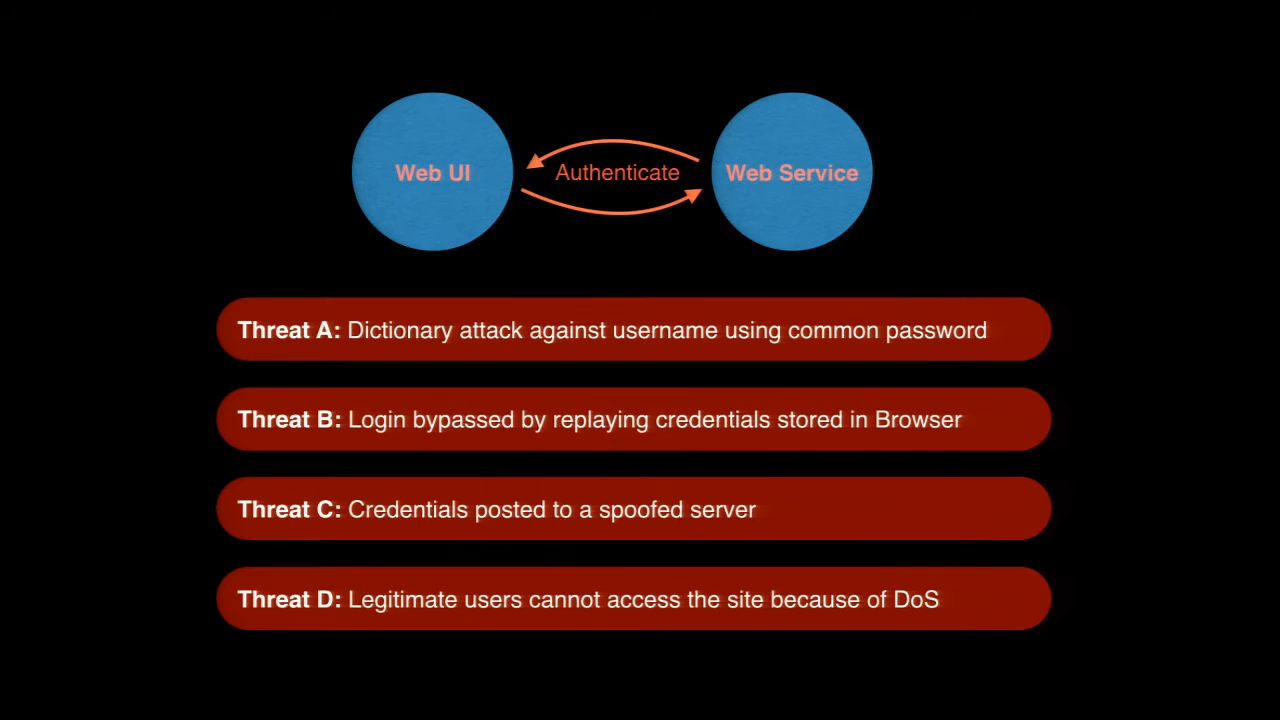 Web UI
Authenticate
Web Service
Threat A: Dictionary attack against username using common password
Threat B: Login bypassed by replaying credentials stored in Browser
Threat C: Credentials posted to a spoofed server
Threat D: Legitimate users cannot access the site because of DoS